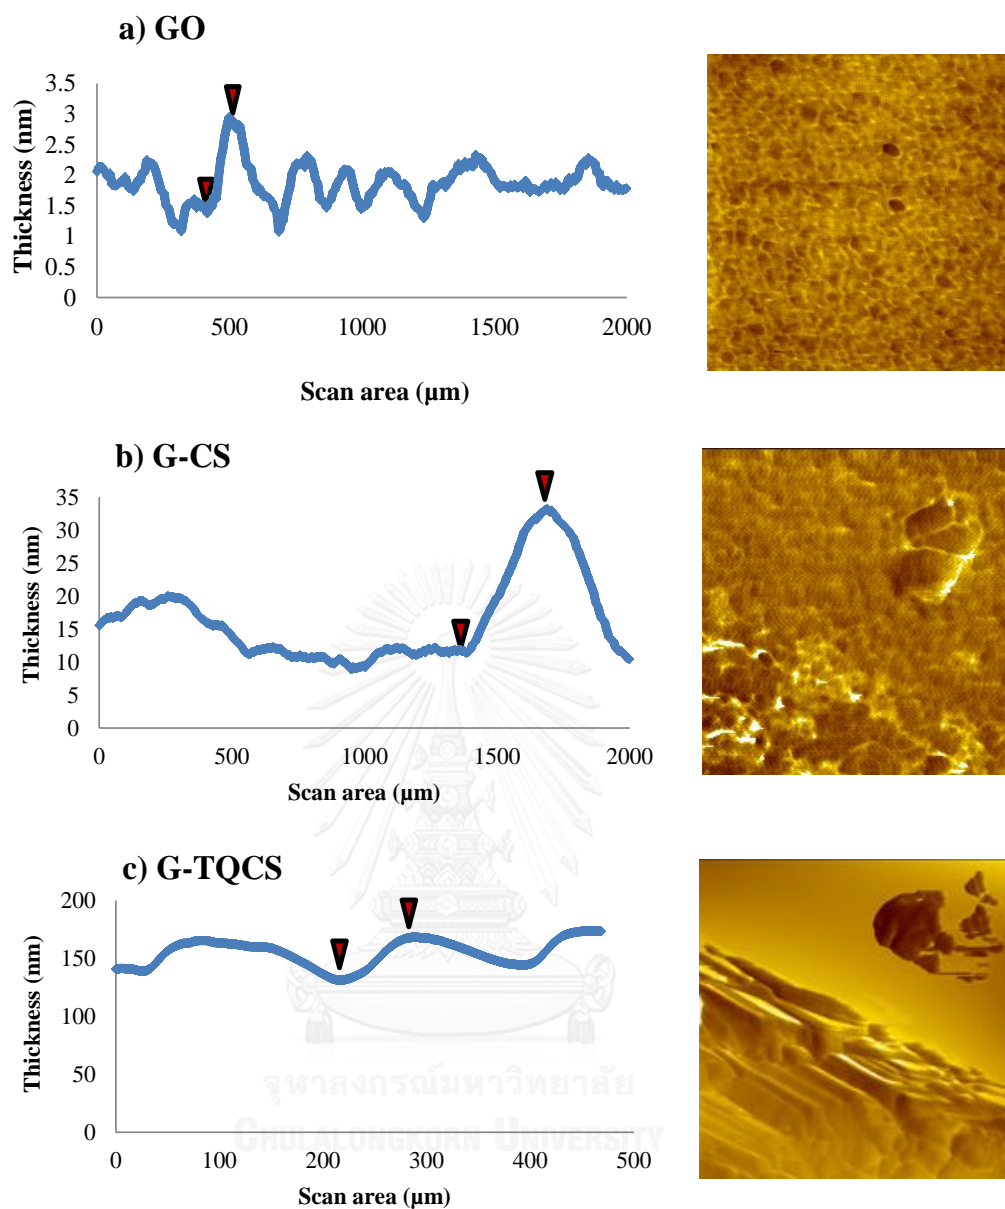 a) GO
Thickness (nm)
3.5
3
2.5
2
1.5
1
0.5
0
0 500 1000 1500 2000
Scan area (µm)
b) G-CS
Thickness (nm)
35
30
25
20
15
10
5
0
0 500 1000 1500 2000
Scan area (µm)
c) G-TQCS
Thickness (nm)
200
150
100
50
0
จุฬาลงกรณ์มหาวิทยาลัย
CHULALONGKORN UNIVERSITY
0 100 200 300 400 500
Scan area (µm)